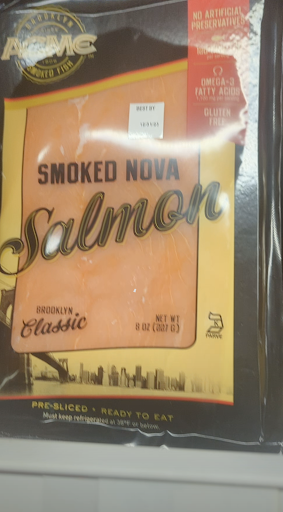 BROOKLYN
ACME
SMOKED FISH
NO ARTIFICIAL
PRESERVATIVES
OMEGA-3
FATTY ACIDS
GLUTEN
FREE
BEST BY
SMOKED NOVA
Salmon
BROOKLYN
Classic
NET WT
8 OZ (227 G)
PARVE
PRE-SLICED • READY TO EAT
Must keep refrigerated at 38°F or below.